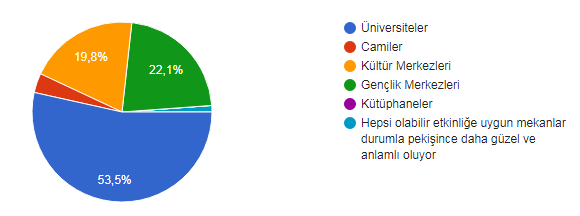 19,8%
22,1%
53,5%
Üniversiteler
Camiler
Kültür Merkezleri
Gençlik Merkezleri
Kütüphaneler
Hepsi olabilir etkinliğe uygun mekanlar
durumla pekişince daha güzel ve
anlamlı oluyor